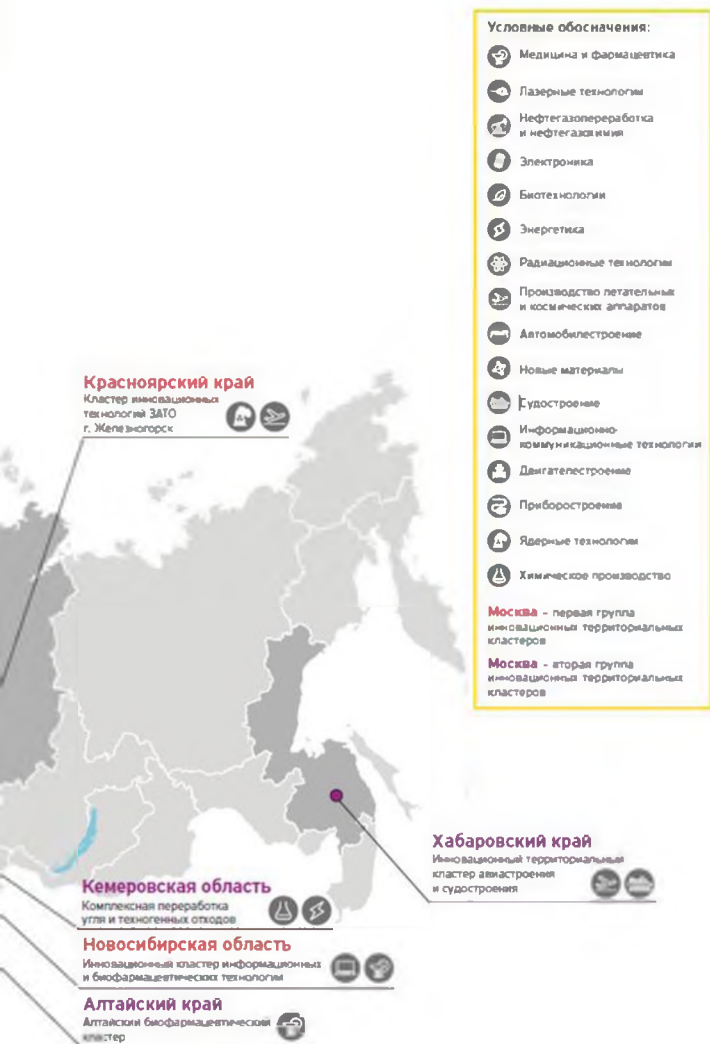 Условные обозначения:
Медицина и фармацевтика
Лазерные технологии
Нефтегазопереработка
и нефтегазохимия
Электроника
Биотехнологии
Энергетика
Радиационные технологии
Производство летательных
и космических аппаратов
Автомобилестроение
Новые материалы
Судостроение
Информационно-
коммуникационные технологии
Двигателестроение
Приборостроение
Ядерные технологии
Химическое производство
Москва - первая группа
инновационных территориальных
кластеров
Москва - вторая группа
инновационных территориальных
кластеров
Красноярский край
Кластер инновационных
технологий ЗАТО
г. Железногорск
Хабаровский край
Инновационный территориальный
кластер авиастроения
и судостроения
Кемеровская область
Комплексная переработка
угля и техногенных отходов
Новосибирская область
Инновационный кластер информационных
и биофармацевтических технологий
Алтайский край
Алтайский биофармацевтический
кластер